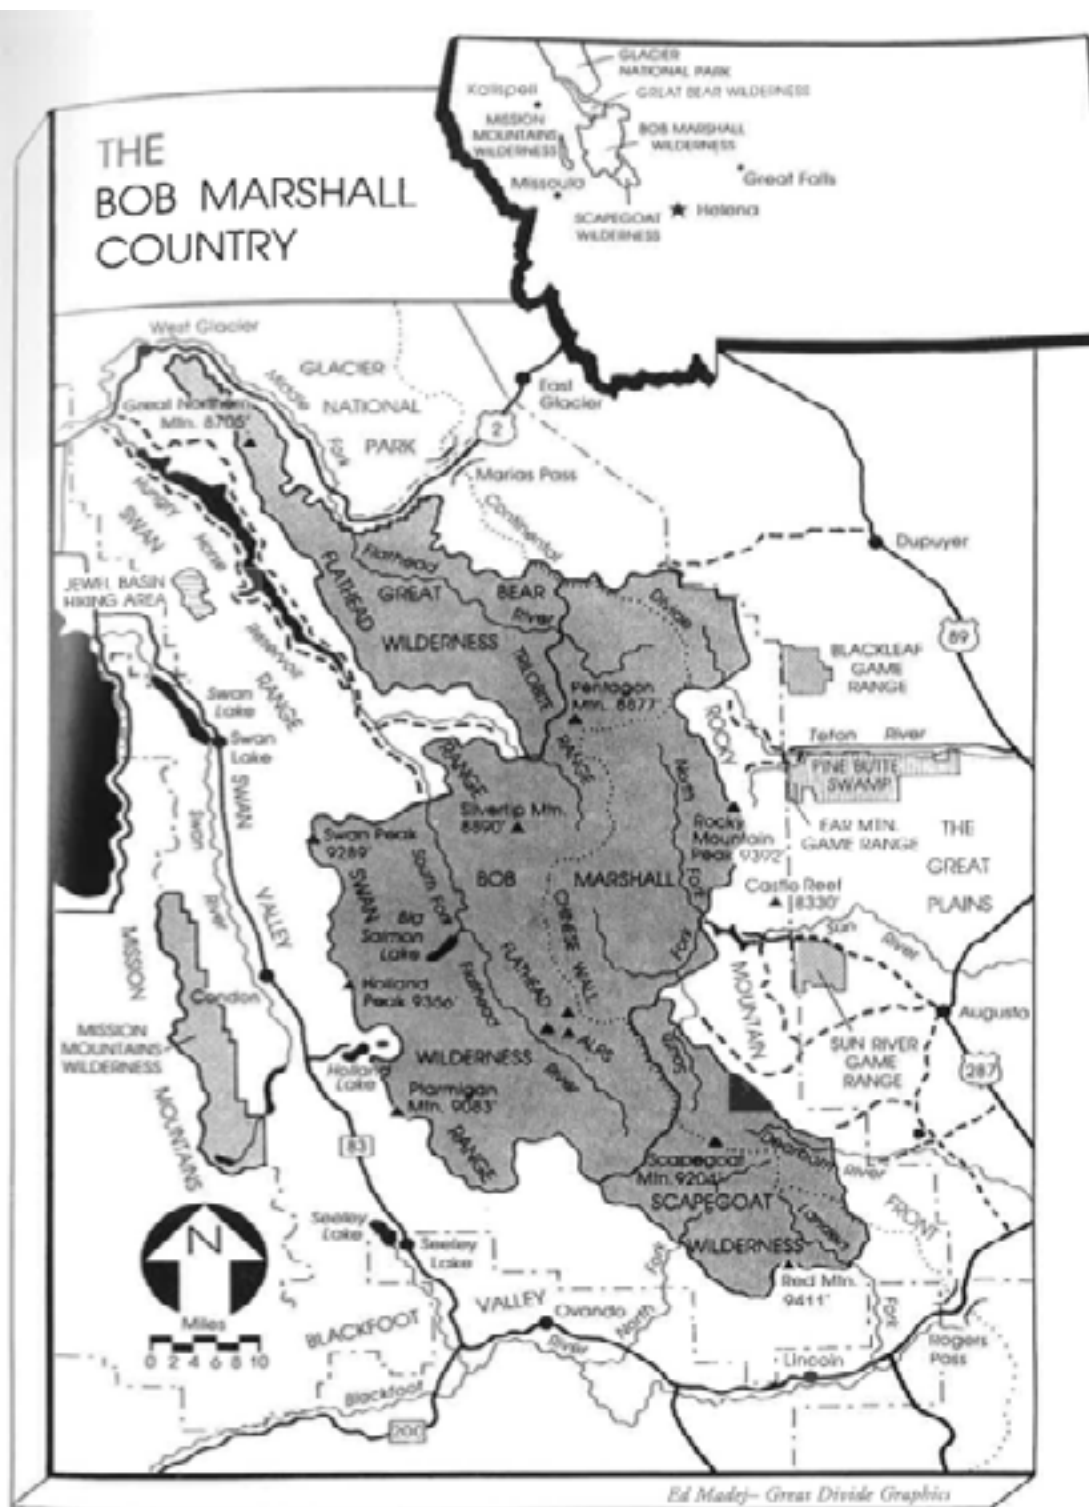 THE
BOB MARSHALL
COUNTRY
GLACIER
NATIONAL PARK
GREAT BEAR WILDERNESS
Kalispell
MISSION
MOUNTAINS
WILDERNESS
BOB MARSHALL
WILDERNESS
Great Falls
Missoula
Helena
SCAPEGOAT
WILDERNESS
West Glacier
GLACIER
NATIONAL
PARK
Middle
Fork
East
Glacier
2
Great Northern
Mtn. 8705'
Marias Pass
Continental
Divide
Hungry
Horse
Reservoir
SWAN
RANGE
JEWEL BASIN
HIKING AREA
FLATHEAD
Flathead
River
GREAT
BEAR
WILDERNESS
Dupuyer
89
BLACKLEAF
GAME
RANGE
TRILOBITE
RANGE
Pentagon
Mtn. 8877'
ROCKY
Teton River
PINE BUTTE
SWAMP
EAR MTN.
GAME RANGE
THE
GREAT
PLAINS
Swan
Lake
Swan
Lake
SWAN
VALLEY
Swan
River
RANGE
Silvertip Mtn.
8890'
North
Fork
Rocky
Mountain
Peak 9392'
Swan Peak
9289'
SWAN
RANGE
South Fork
Flathead
River
BOB
MARSHALL
WILDERNESS
Castle Reef
8330'
Sun
River
CHINESE WALL
Big
Salmon
Lake
FLATHEAD
ALPS
Holland
Peak 9356'
MISSION
MOUNTAINS
Condon
MISSION
MOUNTAINS
WILDERNESS
Holland
Lake
Ptarmigan
Mtn. 9083'
MOUNTAIN
FRONT
Augusta
SUN RIVER
GAME
RANGE
287
83
Scapegoat
Mtn. 9204'
SCAPEGOAT
WILDERNESS
Dearborn
River
Landers
Fork
Red Mtn.
9411'
N
Miles
0 2 4 6 8 10
Seeley
Lake
Seeley
Lake
BLACKFOOT
VALLEY
Ovando
North
Fork
Blackfoot
River
Lincoln
Rogers
Pass
200
Ed Madej– Great Divide Graphics